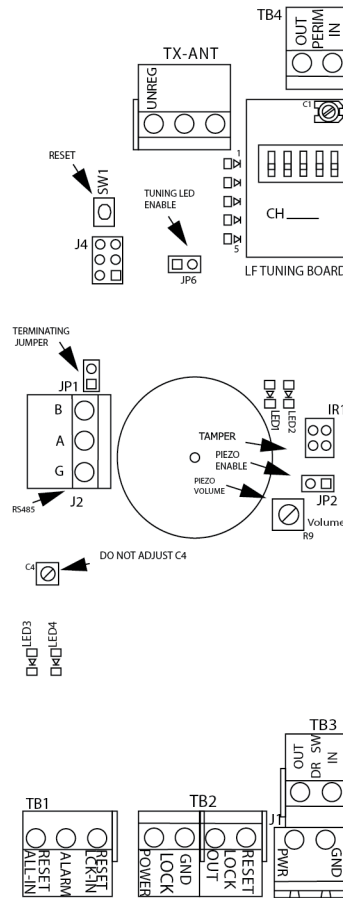 TB4
OUT
PERIM
IN
TX-ANT
UNREG
C1
RESET
SW1
1
TUNING LED
ENABLE
CH
J4
5
JP6
LF TUNING BOARD
TERMINATING
JUMPER
JP1
B
A
G
RS485
J2
LED1
LED2
IR1
TAMPER
PIEZO
ENABLE
PIEZO
VOLUME
JP2
Volume
R9
DO NOT ADJUST C4
C4
LED3
LED4
TB3
OUT
DR SW
IN
TB1
RESET
ALL-IN
ALARM
RESET
LCK-IN
TB2
POWER
LOCK
GND
OUT
LOCK
RESET
J1
PWR
GND